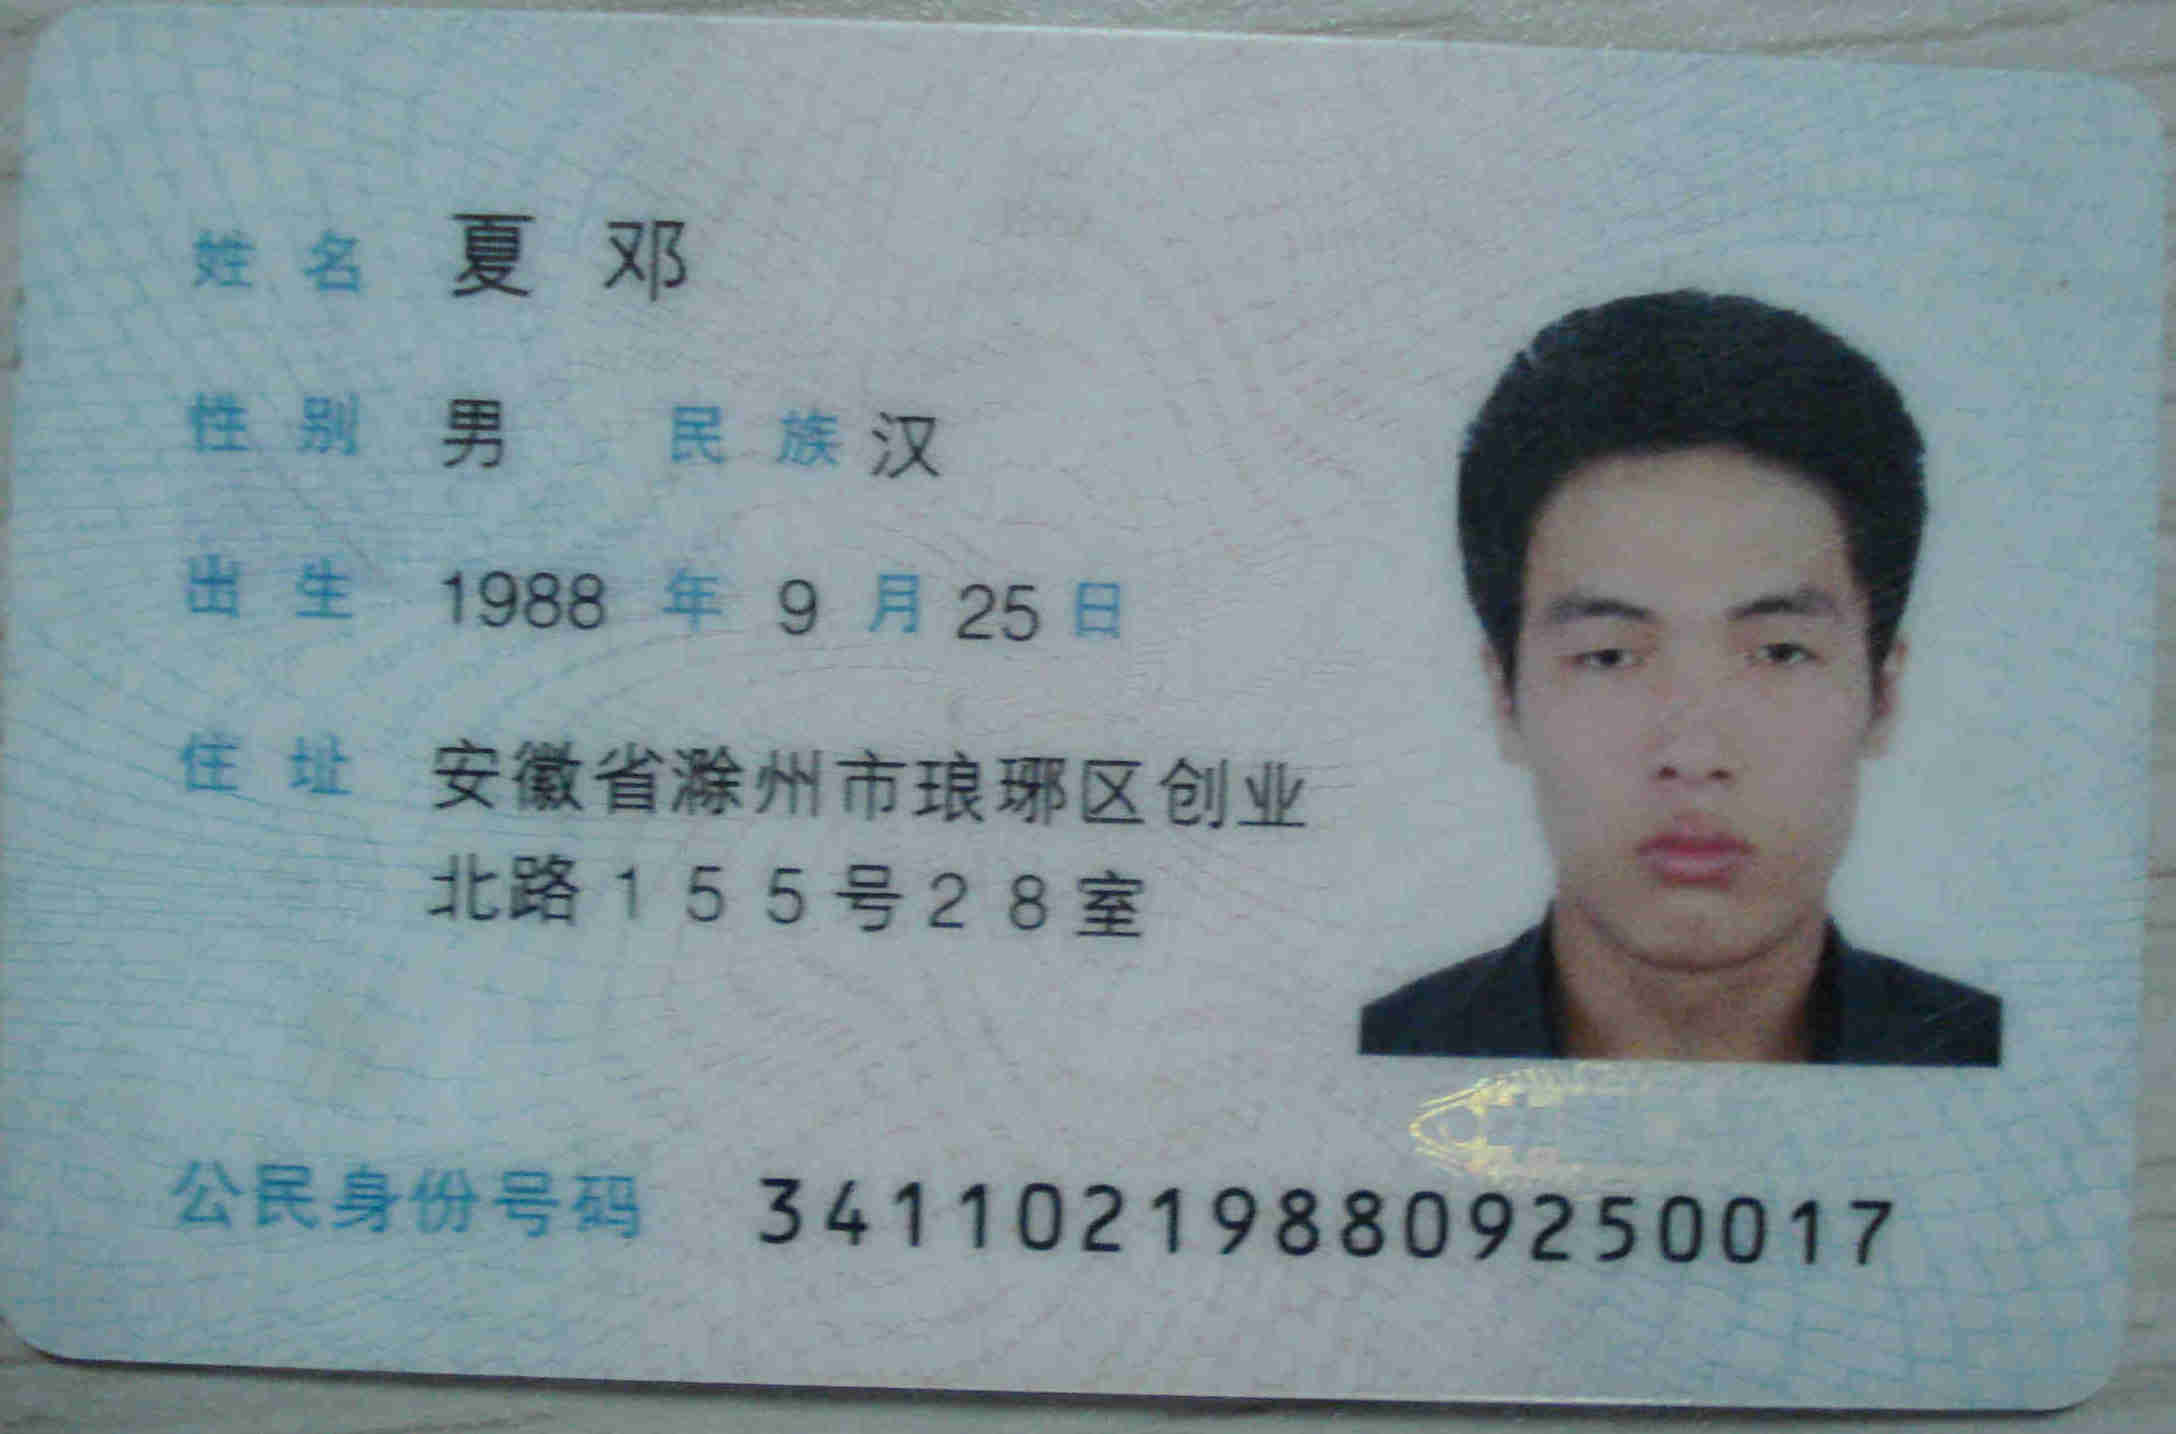 姓名 夏邓
性别 男 民族 汉
出生 1988 年 9 月 25 日
住址 安徽省滁州市琅琊区创业
北路155号28室
公民身份号码 341102198809250017